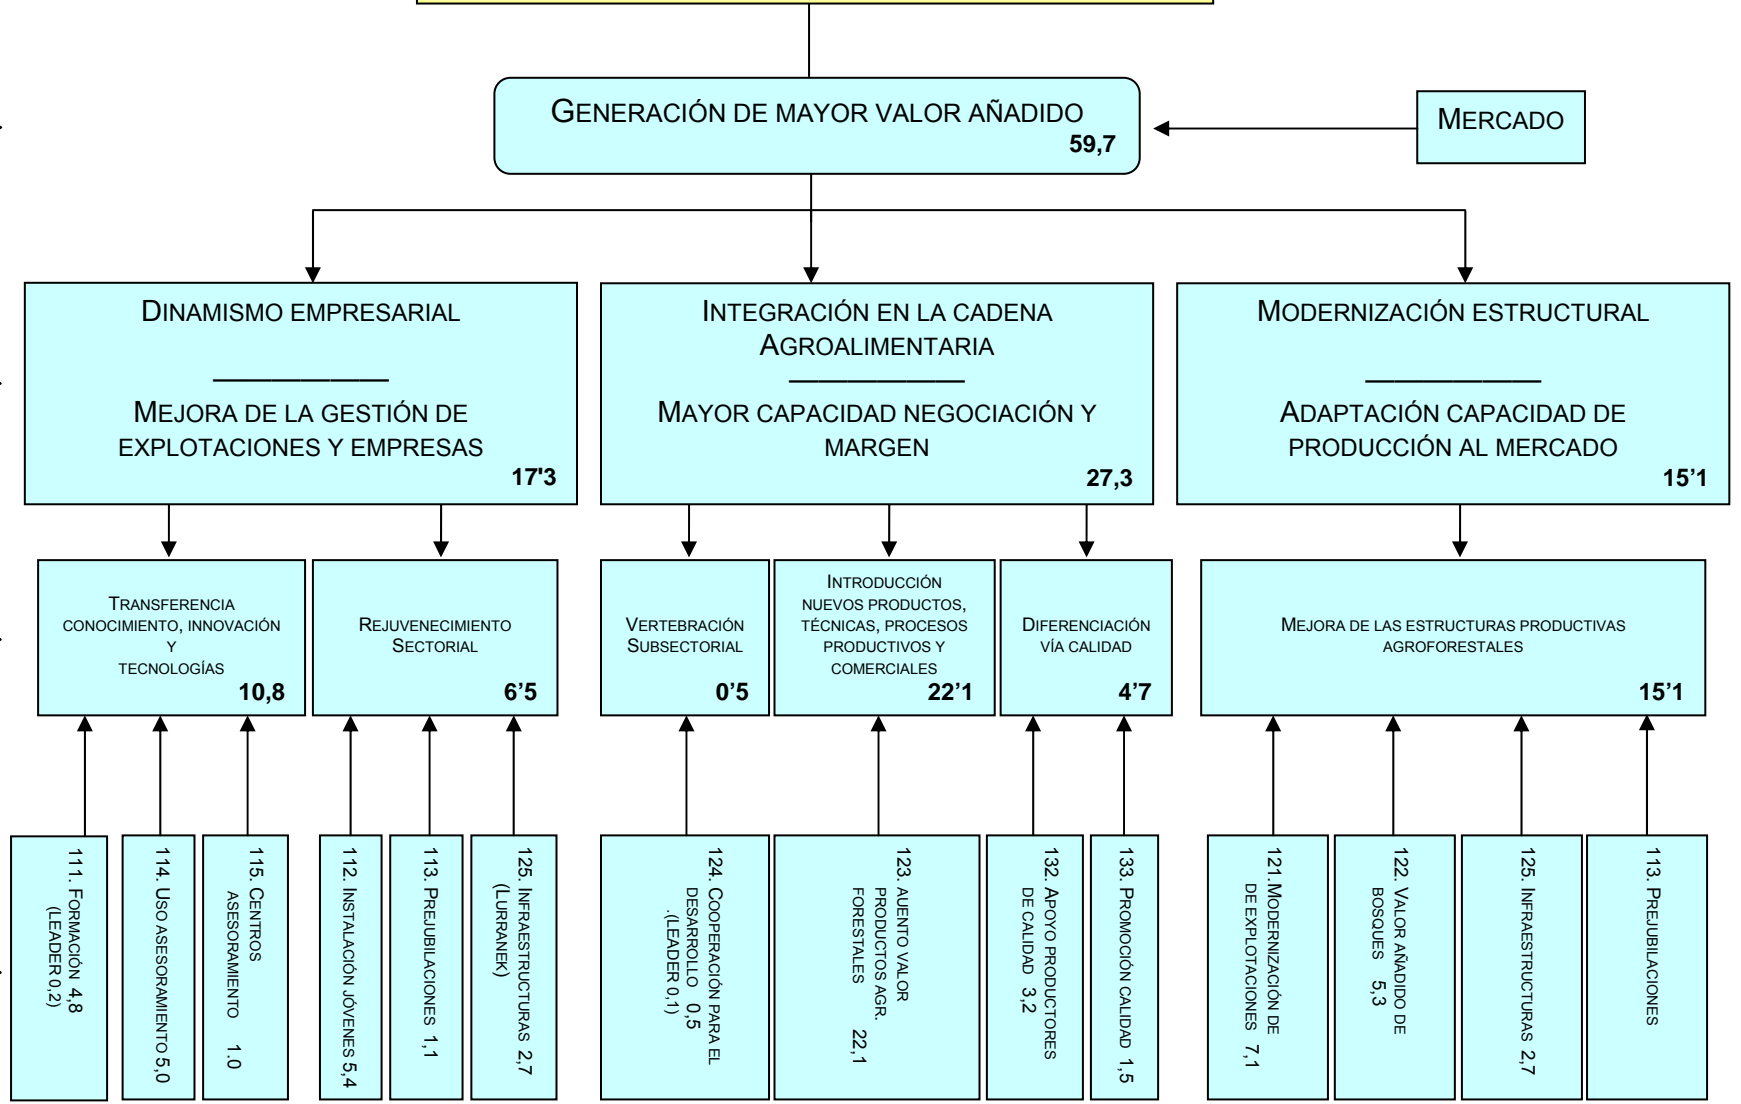 GENERACIÓN DE MAYOR VALOR AÑADIDO
59,7
MERCADO
DINAMISMO EMPRESARIAL
MEJORA DE LA GESTIÓN DE
EXPLOTACIONES Y EMPRESAS
17'3
INTEGRACIÓN EN LA CADENA
AGROALIMENTARIA
MAYOR CAPACIDAD NEGOCIACIÓN Y
MARGEN
27,3
MODERNIZACIÓN ESTRUCTURAL
ADAPTACIÓN CAPACIDAD DE
PRODUCCIÓN AL MERCADO
15’1
TRANSFERENCIA
CONOCIMIENTO, INNOVACIÓN
Y
TECNOLOGÍAS
10,8
REJUVENECIMIENTO
SECTORIAL
6’5
VERTEBRACIÓN
SUBSECTORIAL
0’5
INTRODUCCIÓN
NUEVOS PRODUCTOS,
TÉCNICAS, PROCESOS
PRODUCTIVOS Y
COMERCIALES
22’1
DIFERENCIACIÓN
VÍA CALIDAD
4’7
MEJORA DE LAS ESTRUCTURAS PRODUCTIVAS
AGROFORESTALES
15’1
111. FORMACIÓN 4,8
(LEADER 0,2)
114. USO ASESORAMIENTO 5,0
115. CENTROS
ASESORAMIENTO 1.0
112. INSTALACIÓN JÓVENES 5,4
113. PREJUBILACIONES 1,1
125. INFRAESTRUCTURAS 2,7
(LURRANEK)
124. COOPERACIÓN PARA EL
DESARROLLO 0,5
.(LEADER 0,1)
123. AUENTO VALOR
PRODUCTOS AGR.
FORESTALES 22,1
132. APOYO PRODUCTORES
DE CALIDAD 3,2
133. PROMOCIÓN CALIDAD 1,5
121.MODERNIZACIÓN DE
DE EXPLOTACIONES 7,1
122. VALOR AÑADIDO DE
BOSQUES 5,3
125. INFRAESTRUCTURAS 2,7
113. PREJUBILACIONES